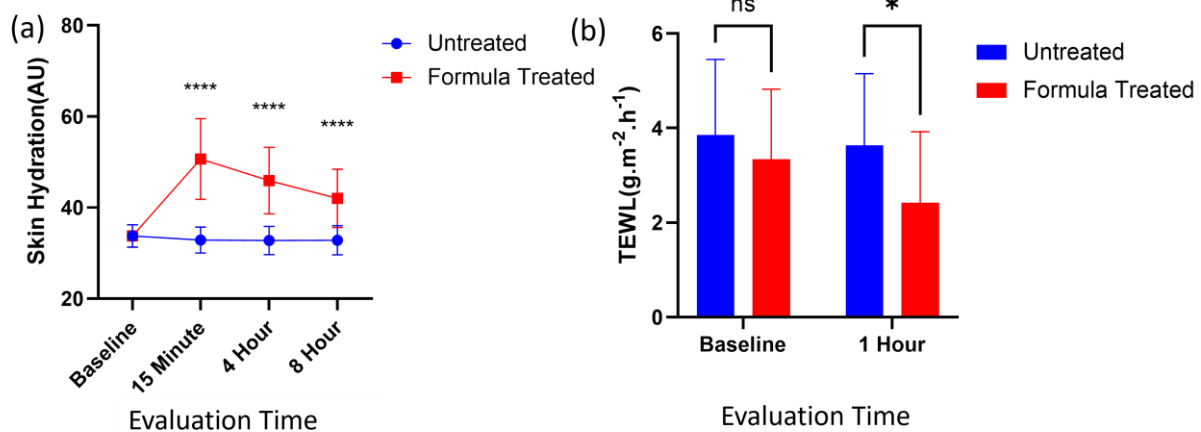 (a)
Skin Hydration(AU)
80
60
40
20
****
****
****
Untreated
Formula Treated
Baseline
15 Minute
4 Hour
8 Hour
Evaluation Time
(b)
TEWL(g.m⁻².h⁻¹)
6
4
2
0
ns
*
Untreated
Formula Treated
Baseline
1 Hour
Evaluation Time